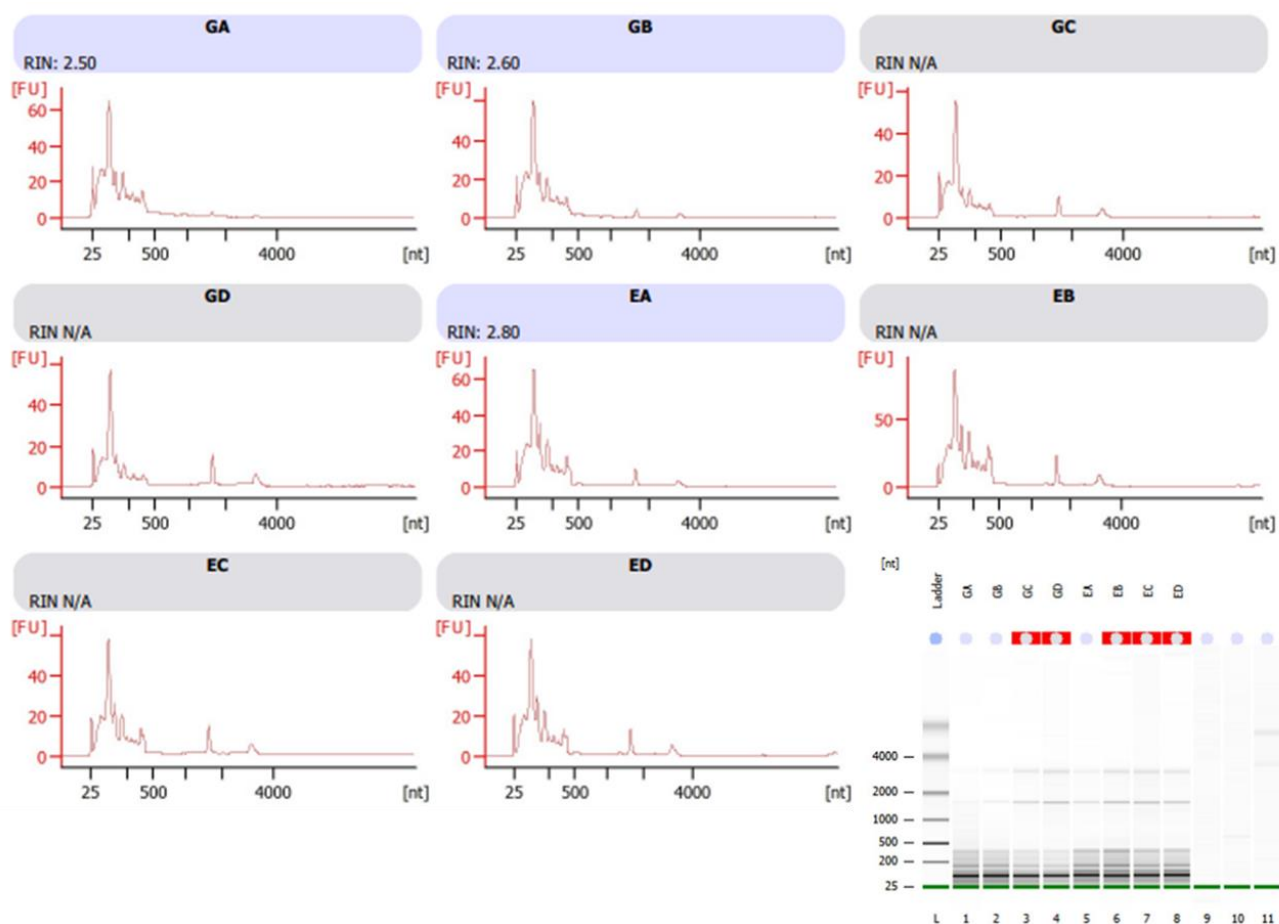 GA
RIN: 2.50
[FU]
60
40
20
0
25 500 4000 [nt]
GB
RIN: 2.60
[FU]
40
20
0
25 500 4000 [nt]
GC
RIN N/A
[FU]
40
20
0
25 500 4000 [nt]
GD
RIN N/A
[FU]
40
20
0
25 500 4000 [nt]
EA
RIN: 2.80
[FU]
60
40
20
0
25 500 4000 [nt]
EB
RIN N/A
[FU]
50
0
25 500 4000 [nt]
EC
RIN N/A
[FU]
40
20
0
25 500 4000 [nt]
ED
RIN N/A
[FU]
40
20
0
25 500 4000 [nt]
[nt]
Ladder GA GB GC GD EA EB EC ED
4000
2000
1000
500
200
25
L 1 2 3 4 5 6 7 8 9 10 11